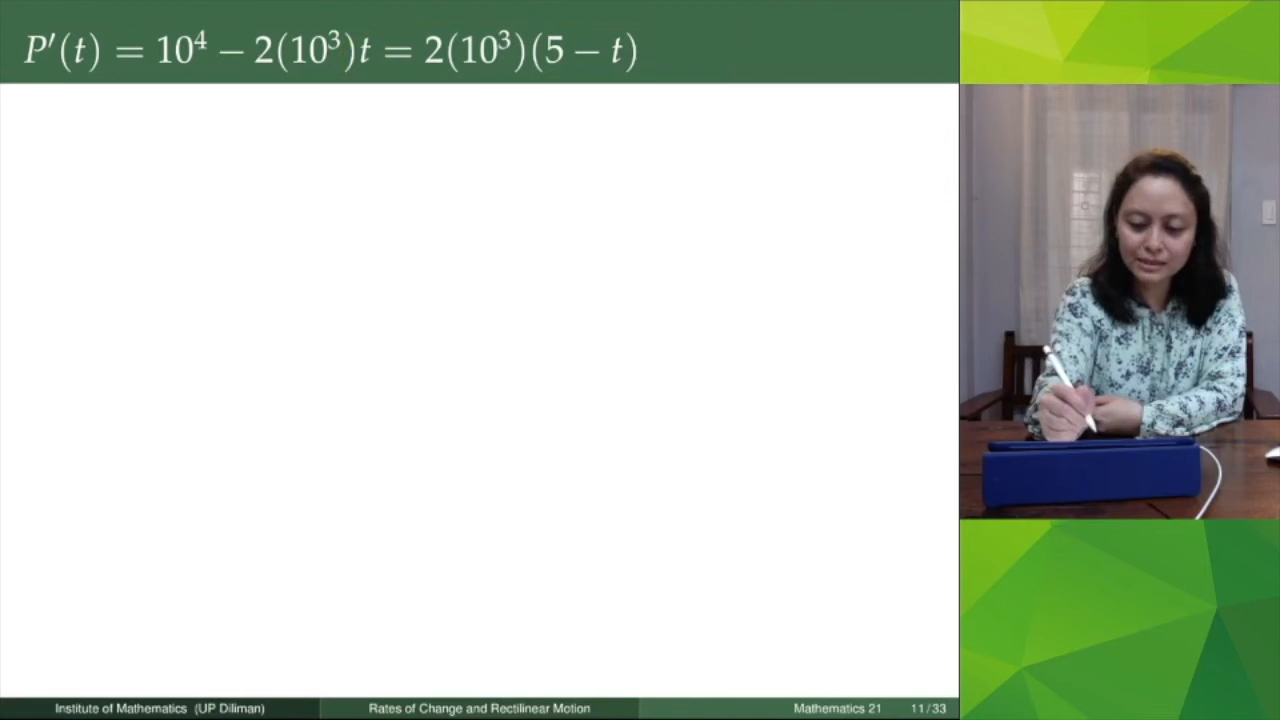 P′(t) = 10⁴ − 2(10³)t = 2(10³)(5 − t)
Institute of Mathematics (UP Diliman)
Rates of Change and Rectilinear Motion
Mathematics 21
11/33